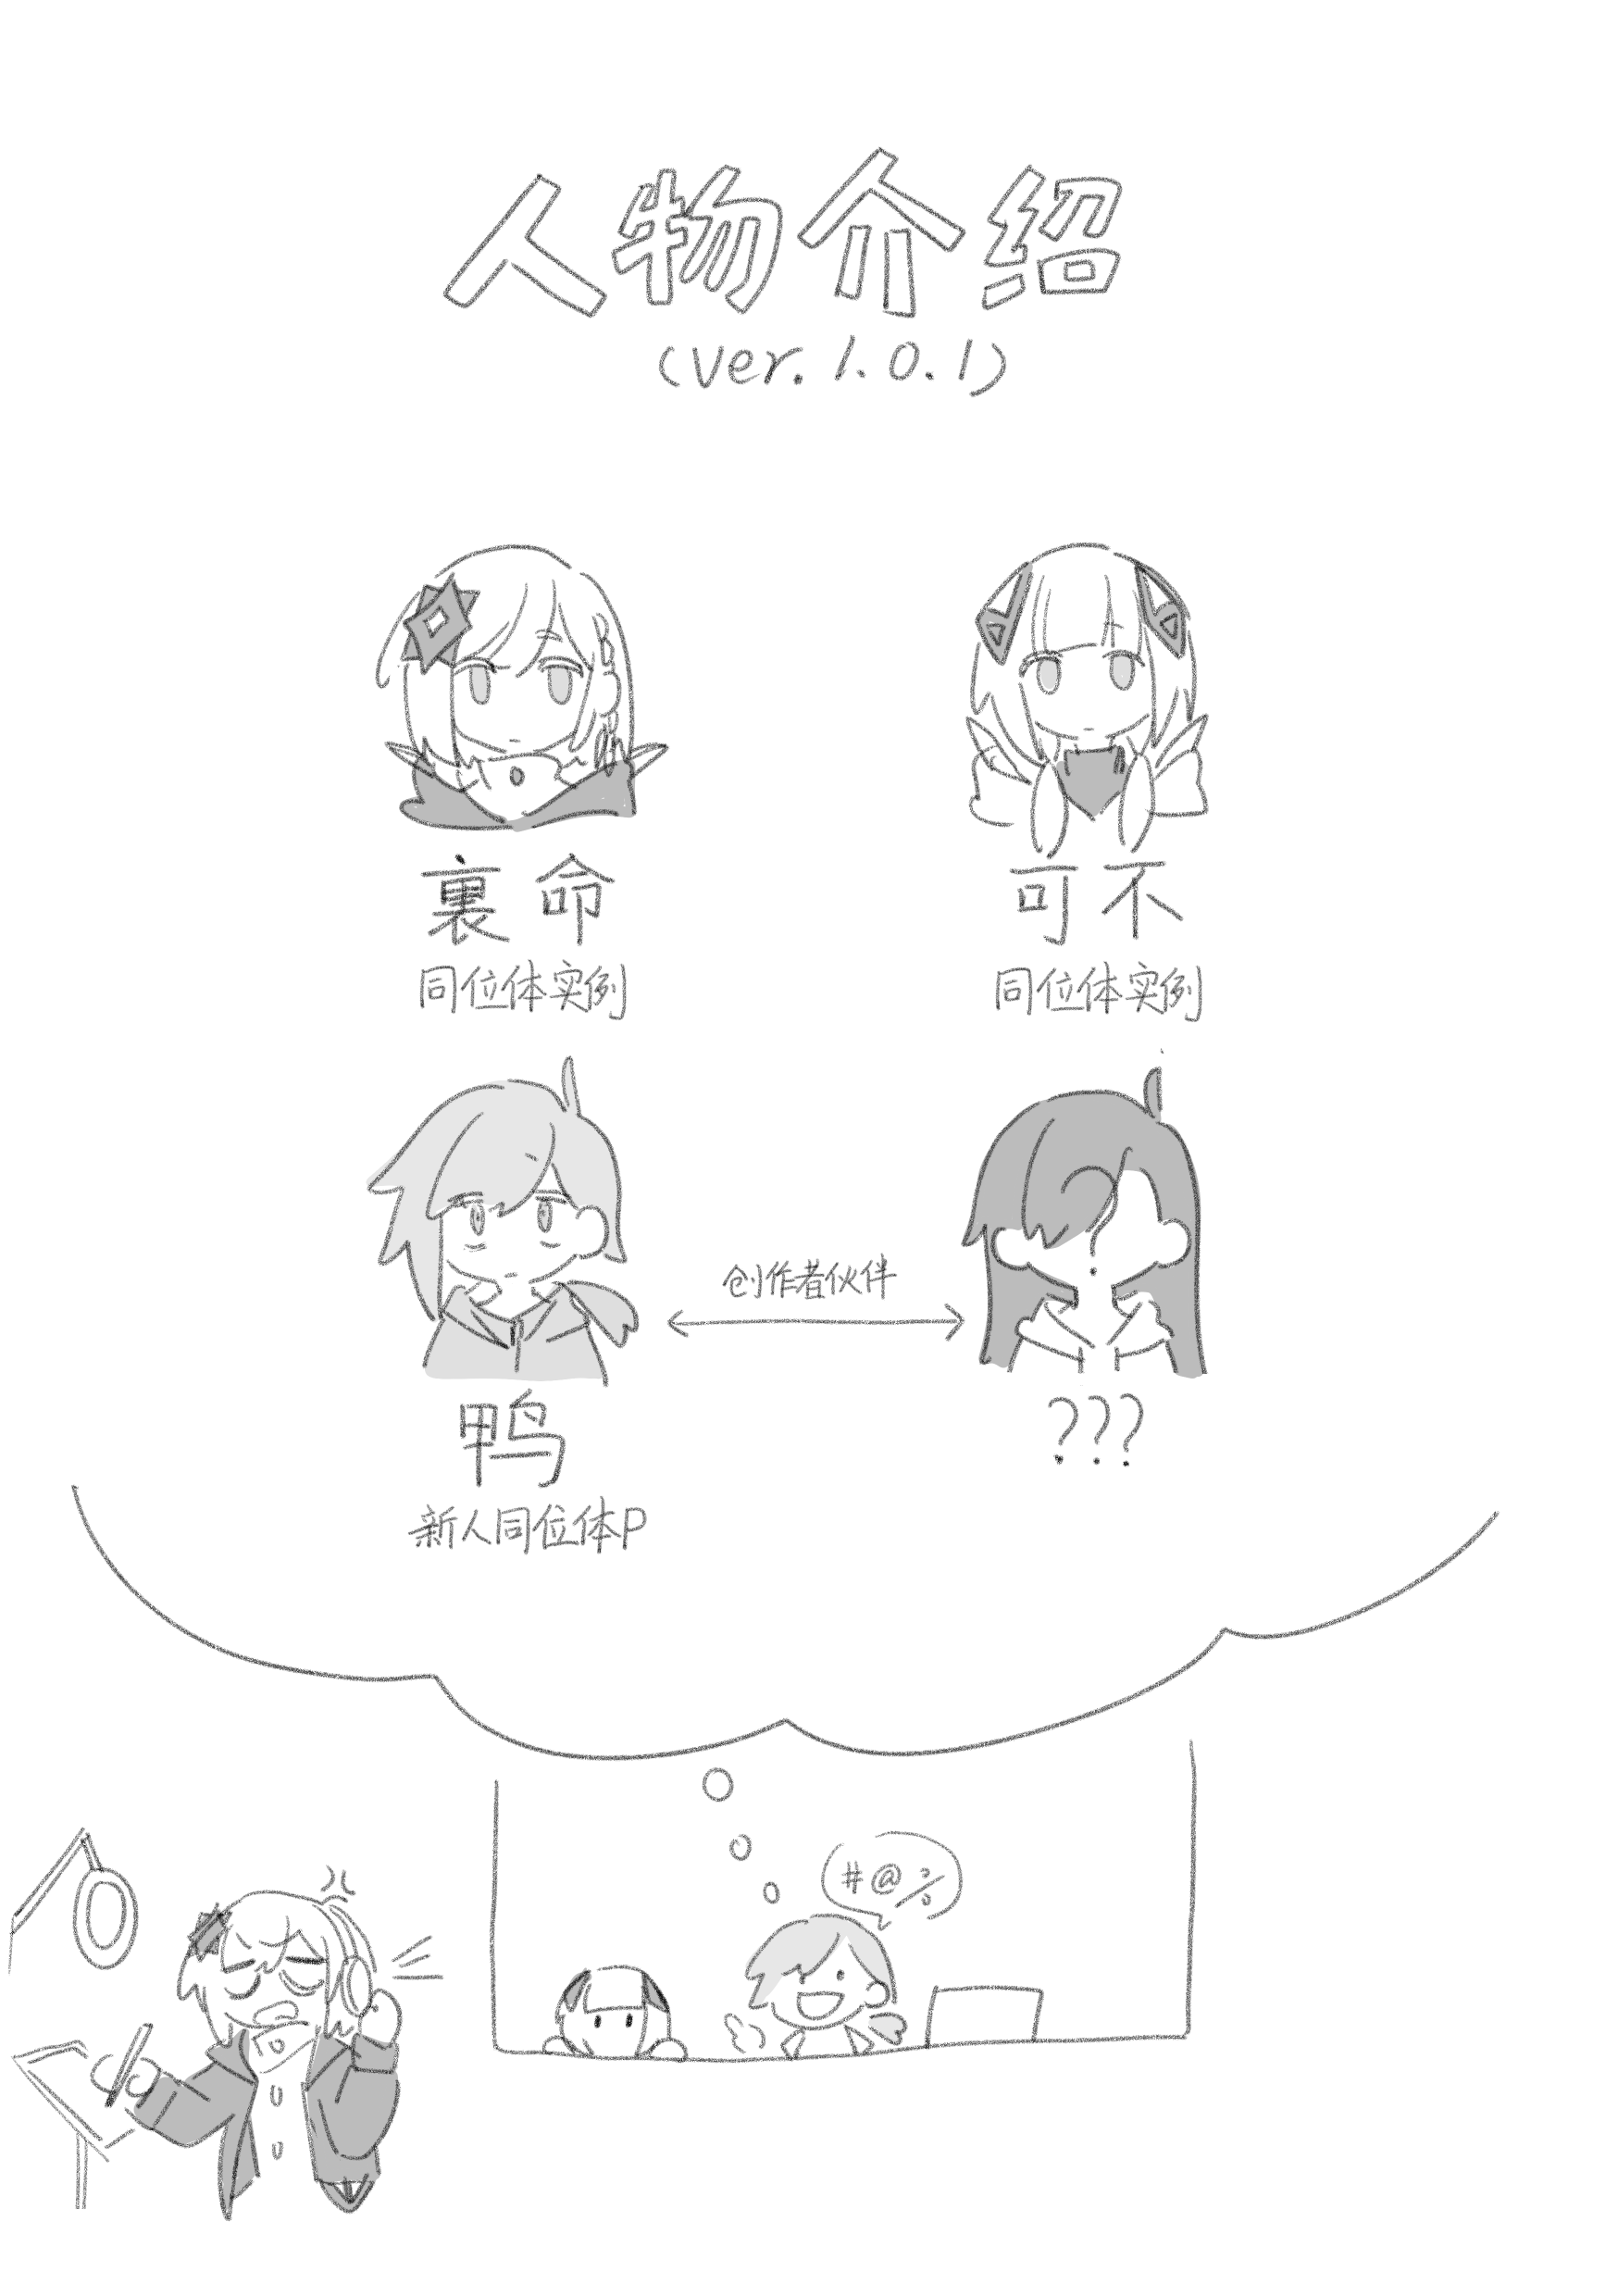 人物介绍
(ver. 1.0.1)
裏命
可不
同位体实例
同位体实例
创作者伙伴
鸭
???
新人同位体P
#@%